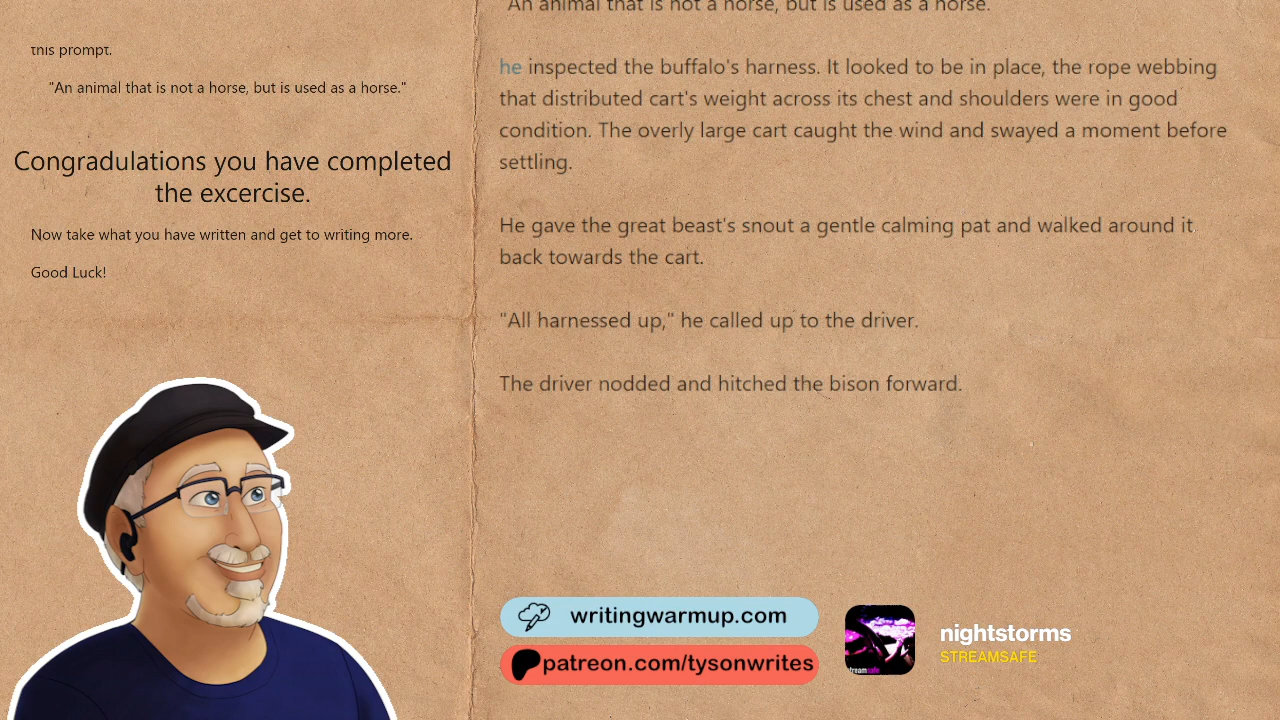 this prompt.
"An animal that is not a horse, but is used as a horse."
Congradulations you have completed
the excercise.
Now take what you have written and get to writing more.
Good Luck!
"An animal that is not a horse, but is used as a horse."
he inspected the buffalo's harness. It looked to be in place, the rope webbing
that distributed cart's weight across its chest and shoulders were in good
condition. The overly large cart caught the wind and swayed a moment before
settling.
He gave the great beast's snout a gentle calming pat and walked around it
back towards the cart.
"All harnessed up," he called up to the driver.
The driver nodded and hitched the bison forward.
writingwarmup.com
patreon.com/tysonwrites
nightstorms
STREAMSAFE